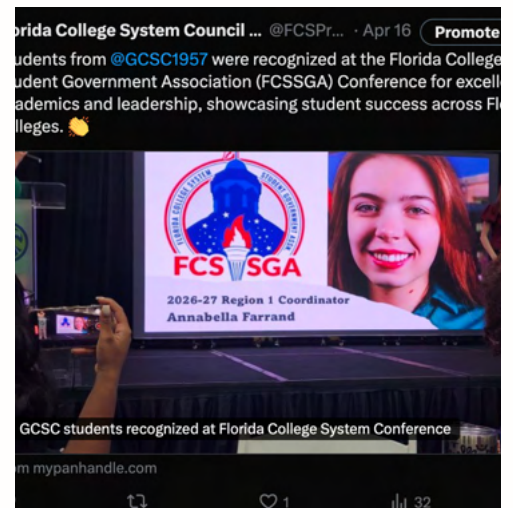 orida College System Council ... @FCSPr... · Apr 16 Promote
udents from @GCSC1957 were recognized at the Florida College
udent Government Association (FCSSGA) Conference for excell
ademics and leadership, showcasing student success across Fl
lleges. 👏
FLORIDA COLLEGE SYSTEM STUDENT GOVERNMENT ASSN
FCS SGA
2026-27 Region 1 Coordinator
Annabella Farrand
GCSC students recognized at Florida College System Conference
om mypanhandle.com
1 32